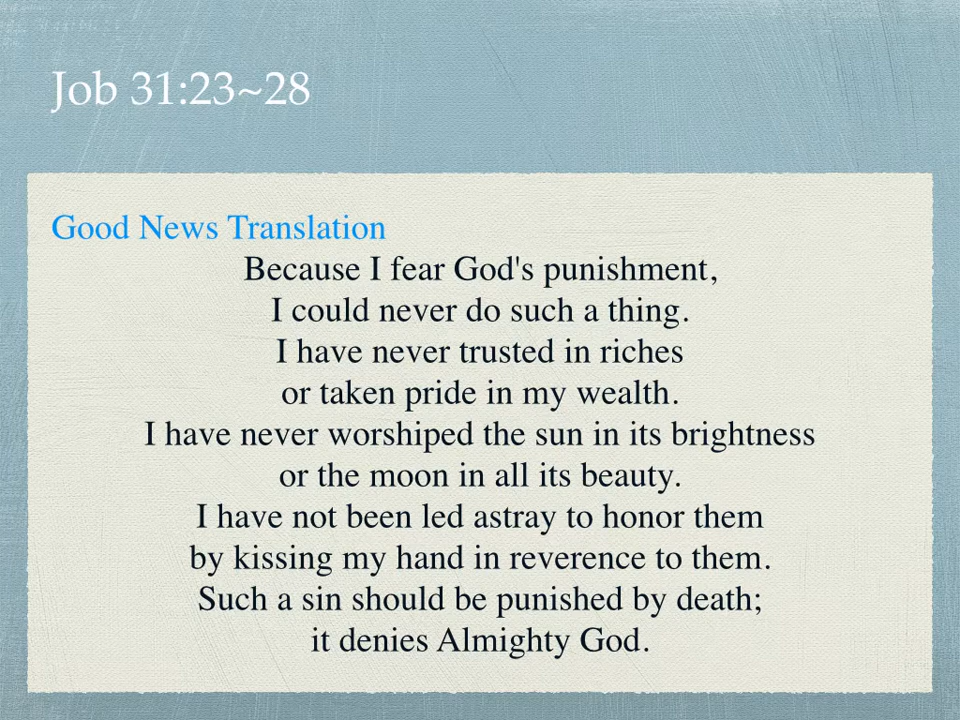 Job 31:23~28
Good News Translation
Because I fear God's punishment,
I could never do such a thing.
I have never trusted in riches
or taken pride in my wealth.
I have never worshiped the sun in its brightness
or the moon in all its beauty.
I have not been led astray to honor them
by kissing my hand in reverence to them.
Such a sin should be punished by death;
it denies Almighty God.